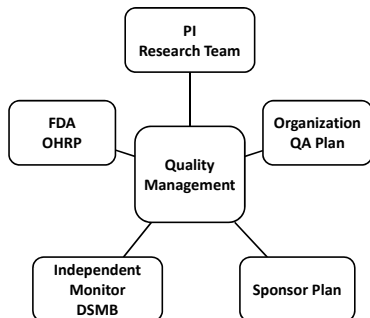 PI
Research Team
FDA
OHRP
Organization
QA Plan
Quality
Management
Independent
Monitor
DSMB
Sponsor Plan